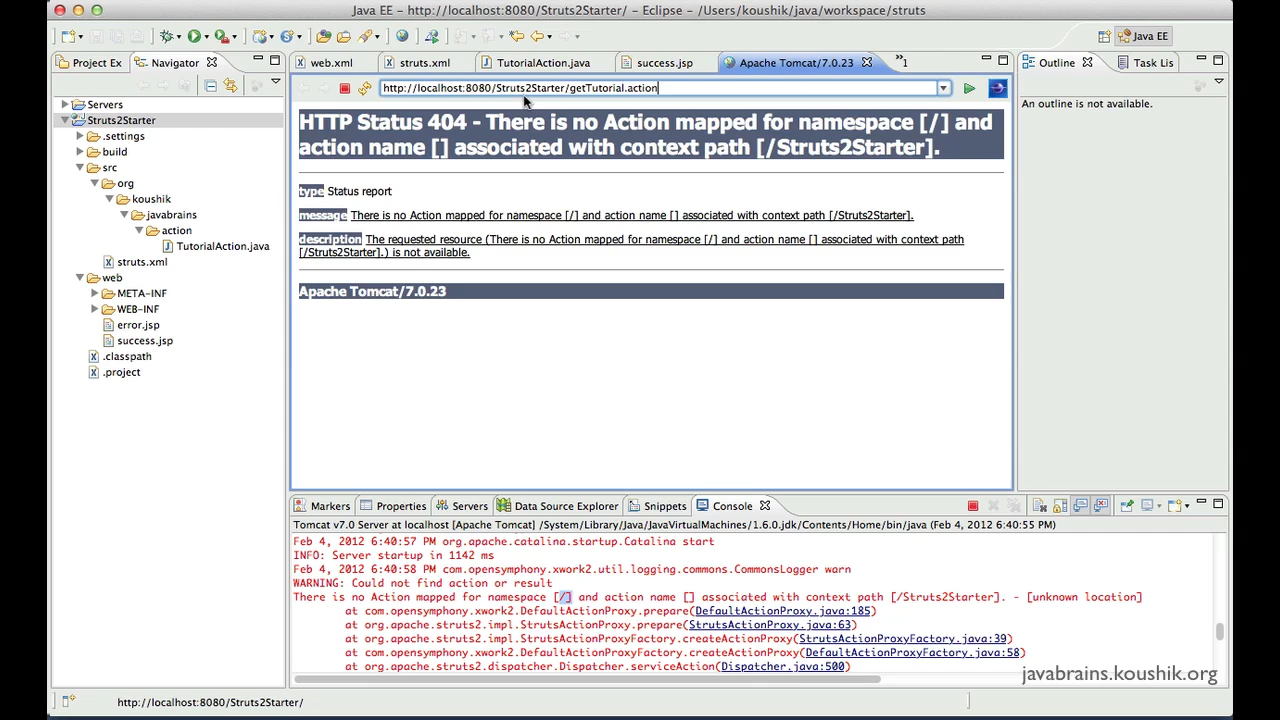 Java EE - http://localhost:8080/Struts2Starter/ - Eclipse - /Users/koushik/java/workspace/struts
Java EE
Project Ex
Navigator
web.xml
struts.xml
TutorialAction.java
success.jsp
Apache Tomcat/7.0.23
»1
Outline
Task Lis
http://localhost:8080/Struts2Starter/getTutorial.action
An outline is not available.
Servers
Struts2Starter
.settings
build
src
org
koushik
javabrains
action
TutorialAction.java
struts.xml
web
META-INF
WEB-INF
error.jsp
success.jsp
.classpath
.project
HTTP Status 404 - There is no Action mapped for namespace [/] and
action name [] associated with context path [/Struts2Starter].
type Status report
message There is no Action mapped for namespace [/] and action name [] associated with context path [/Struts2Starter].
description The requested resource (There is no Action mapped for namespace [/] and action name [] associated with context path
[/Struts2Starter].) is not available.
Apache Tomcat/7.0.23
Markers
Properties
Servers
Data Source Explorer
Snippets
Console
Tomcat v7.0 Server at localhost [Apache Tomcat] /System/Library/Java/JavaVirtualMachines/1.6.0.jdk/Contents/Home/bin/java (Feb 4, 2012 6:40:55 PM)
Feb 4, 2012 6:40:57 PM org.apache.catalina.startup.Catalina start
INFO: Server startup in 1142 ms
Feb 4, 2012 6:40:58 PM com.opensymphony.xwork2.util.logging.commons.CommonsLogger warn
WARNING: Could not find action or result
There is no Action mapped for namespace [/] and action name [] associated with context path [/Struts2Starter]. - [unknown location]
at com.opensymphony.xwork2.DefaultActionProxy.prepare(DefaultActionProxy.java:185)
at org.apache.struts2.impl.StrutsActionProxy.prepare(StrutsActionProxy.java:63)
at org.apache.struts2.impl.StrutsActionProxyFactory.createActionProxy(StrutsActionProxyFactory.java:39)
at com.opensymphony.xwork2.DefaultActionProxyFactory.createActionProxy(DefaultActionProxyFactory.java:58)
at org.apache.struts2.dispatcher.Dispatcher.serviceAction(Dispatcher.java:500)
javabrains.koushik.org
http://localhost:8080/Struts2Starter/